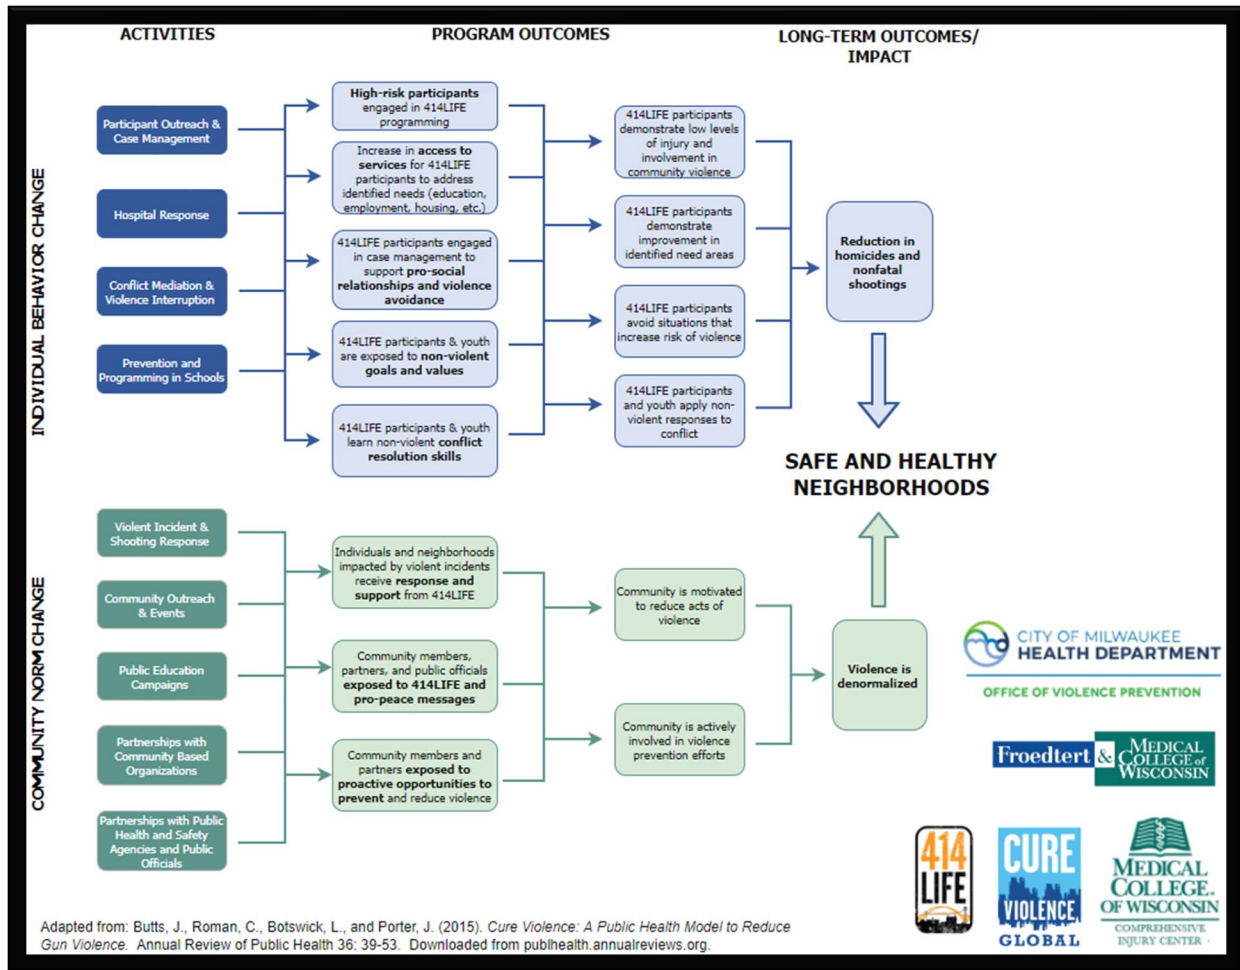 ACTIVITIES
PROGRAM OUTCOMES
LONG-TERM OUTCOMES/
IMPACT
INDIVIDUAL BEHAVIOR CHANGE
Participant Outreach &
Case Management
Hospital Response
Conflict Mediation &
Violence Interruption
Prevention and
Programming in Schools
High-risk participants
engaged in 414LIFE
programming
Increase in access to
services for 414LIFE
participants to address
identified needs (education,
employment, housing, etc.)
414LIFE participants engaged
in case management to
support pro-social
relationships and violence
avoidance
414LIFE participants & youth
are exposed to non-violent
goals and values
414LIFE participants & youth
learn non-violent conflict
resolution skills
414LIFE participants
demonstrate low levels
of injury and
involvement in
community violence
414LIFE participants
demonstrate
improvement in
identified need areas
414LIFE participants
avoid situations that
increase risk of violence
414LIFE participants
and youth apply non-
violent responses to
conflict
Reduction in
homicides and
nonfatal
shootings
SAFE AND HEALTHY
NEIGHBORHOODS
COMMUNITY NORM CHANGE
Violent Incident &
Shooting Response
Community Outreach
& Events
Public Education
Campaigns
Partnerships with
Community Based
Organizations
Partnerships with Public
Health and Safety
Agencies and Public
Officials
Individuals and neighborhoods
impacted by violent incidents
receive response and
support from 414LIFE
Community members,
partners, and public officials
exposed to 414LIFE and
pro-peace messages
Community members and
partners exposed to
proactive opportunities to
prevent and reduce violence
Community is motivated
to reduce acts of
violence
Community is actively
involved in violence
prevention efforts
Violence is
denormalized
CITY OF MILWAUKEE
HEALTH DEPARTMENT
OFFICE OF VIOLENCE PREVENTION
Froedtert & MEDICAL
COLLEGE of
WISCONSIN
414
LIFE
CURE
VIOLENCE
GLOBAL
MEDICAL
COLLEGE
OF WISCONSIN
COMPREHENSIVE
INJURY CENTER
Adapted from: Butts, J., Roman, C., Botswick, L., and Porter, J. (2015). Cure Violence: A Public Health Model to Reduce
Gun Violence. Annual Review of Public Health 36: 39-53. Downloaded from publhealth.annualreviews.org.